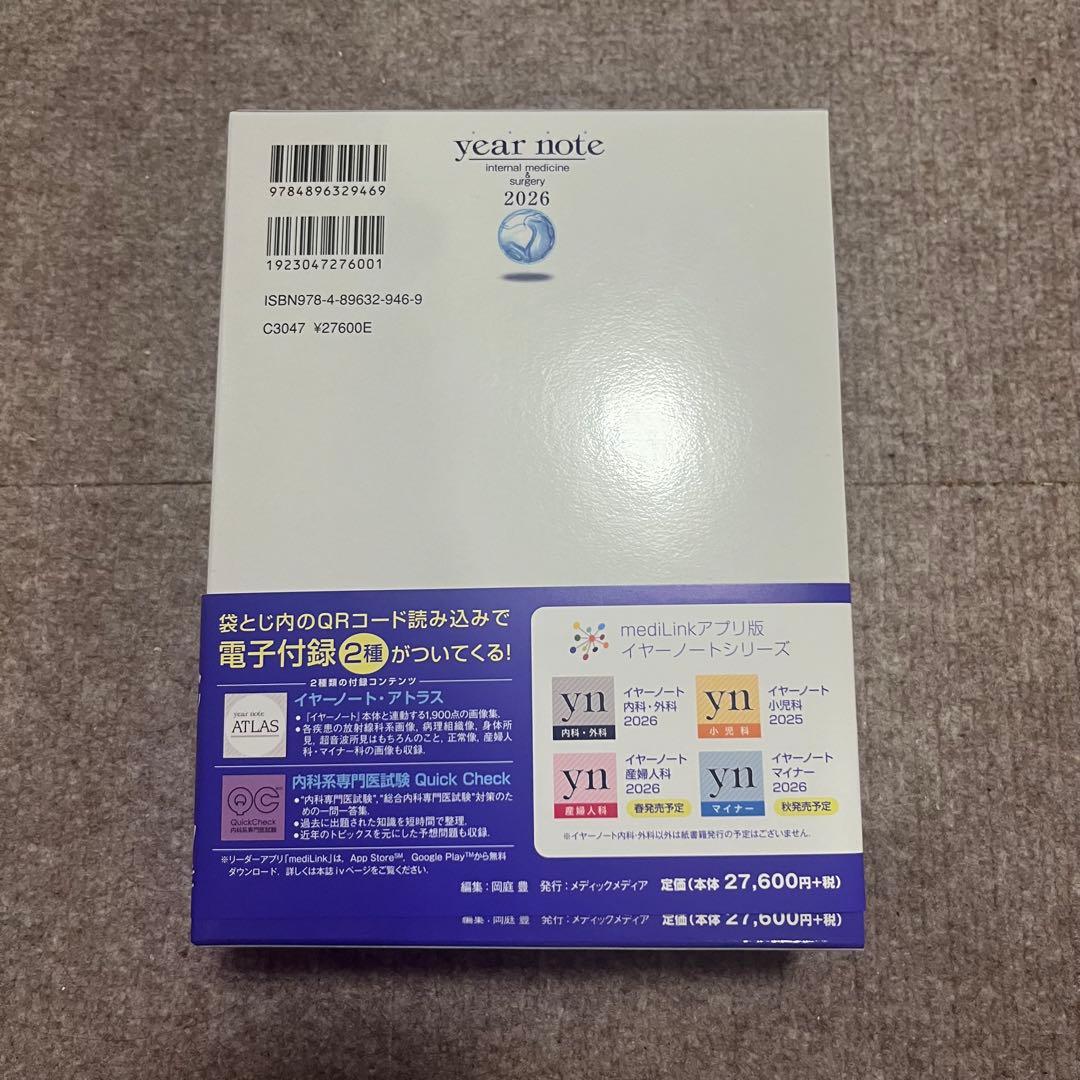 year note
internal medicine
&
surgery
2026
9784896329469
1923047276001
ISBN978-4-89632-946-9
C3047 ¥27600E
袋とじ内のQRコード読み込みで
電子付録2種がついてくる!
2種類の付録コンテンツ
year note
ATLAS
イヤーノート・アトラス
●「イヤーノート」本体と連動する1,900点の画像集.
●各疾患の放射線科系画像,病理組織像,身体所
見,超音波所見はもちろんのこと,正常像,産婦人
科・マイナー科の画像も収録.
QC
QuickCheck
内科系専門医試験
内科系専門医試験 Quick Check
●"内科専門医試験","総合内科専門医試験"対策のた
めの一問一答集.
●過去に出題された知識を短時間で整理.
●近年のトピックスを元にした予想問題も収録.
※リーダーアプリ「mediLink」は,App Store℠,Google Play™から無料
ダウンロード.詳しくは本誌ivページをご覧ください.
mediLinkアプリ版
イヤーノートシリーズ
yn
内科・外科
イヤーノート
内科・外科
2026
yn
小児科
イヤーノート
小児科
2025
yn
産婦人科
イヤーノート
産婦人科
2026
春発売予定
yn
マイナー
イヤーノート
マイナー
2026
秋発売予定
※イヤーノート内科・外科以外は紙書籍発行の予定はございません.
編集:岡庭 豊 発行:メディックメディア 定価(本体 27,600円+税)
編集:岡庭 豊 発行:メディックメディア 定価(本体 27,600円+税)